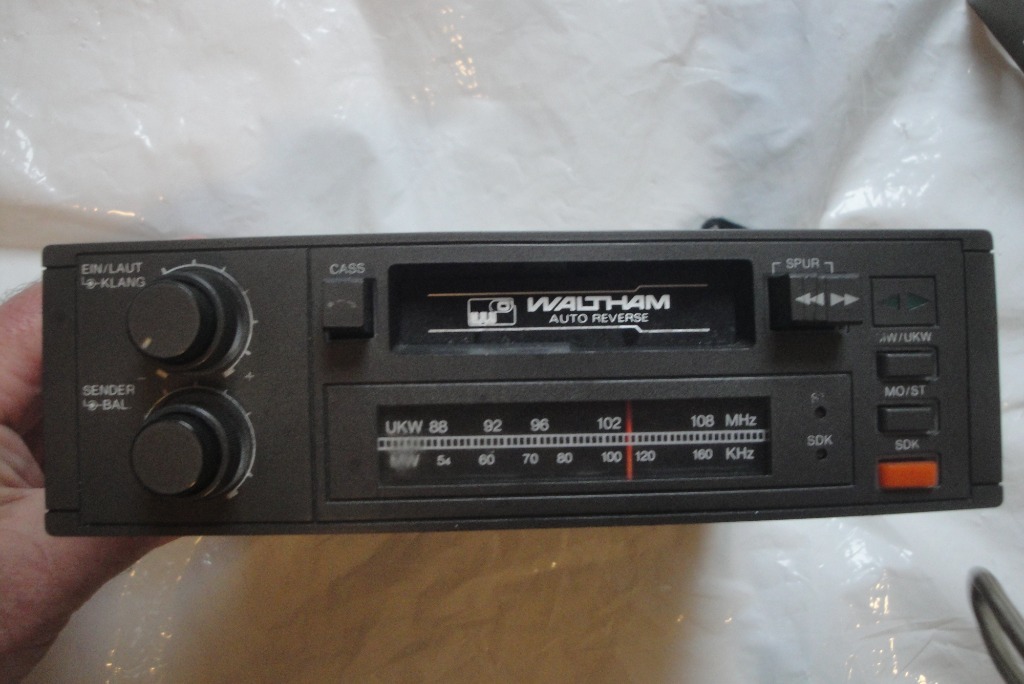 EIN/LAUT
KLANG
CASS
WALTHAM
AUTO REVERSE
SPUR
MW/UKW
SENDER
BAL.
MO/ST
UKW 88 92 96 102 108 MHz
MW 54 60 70 80 100 120 160 KHz
SDK
SDK